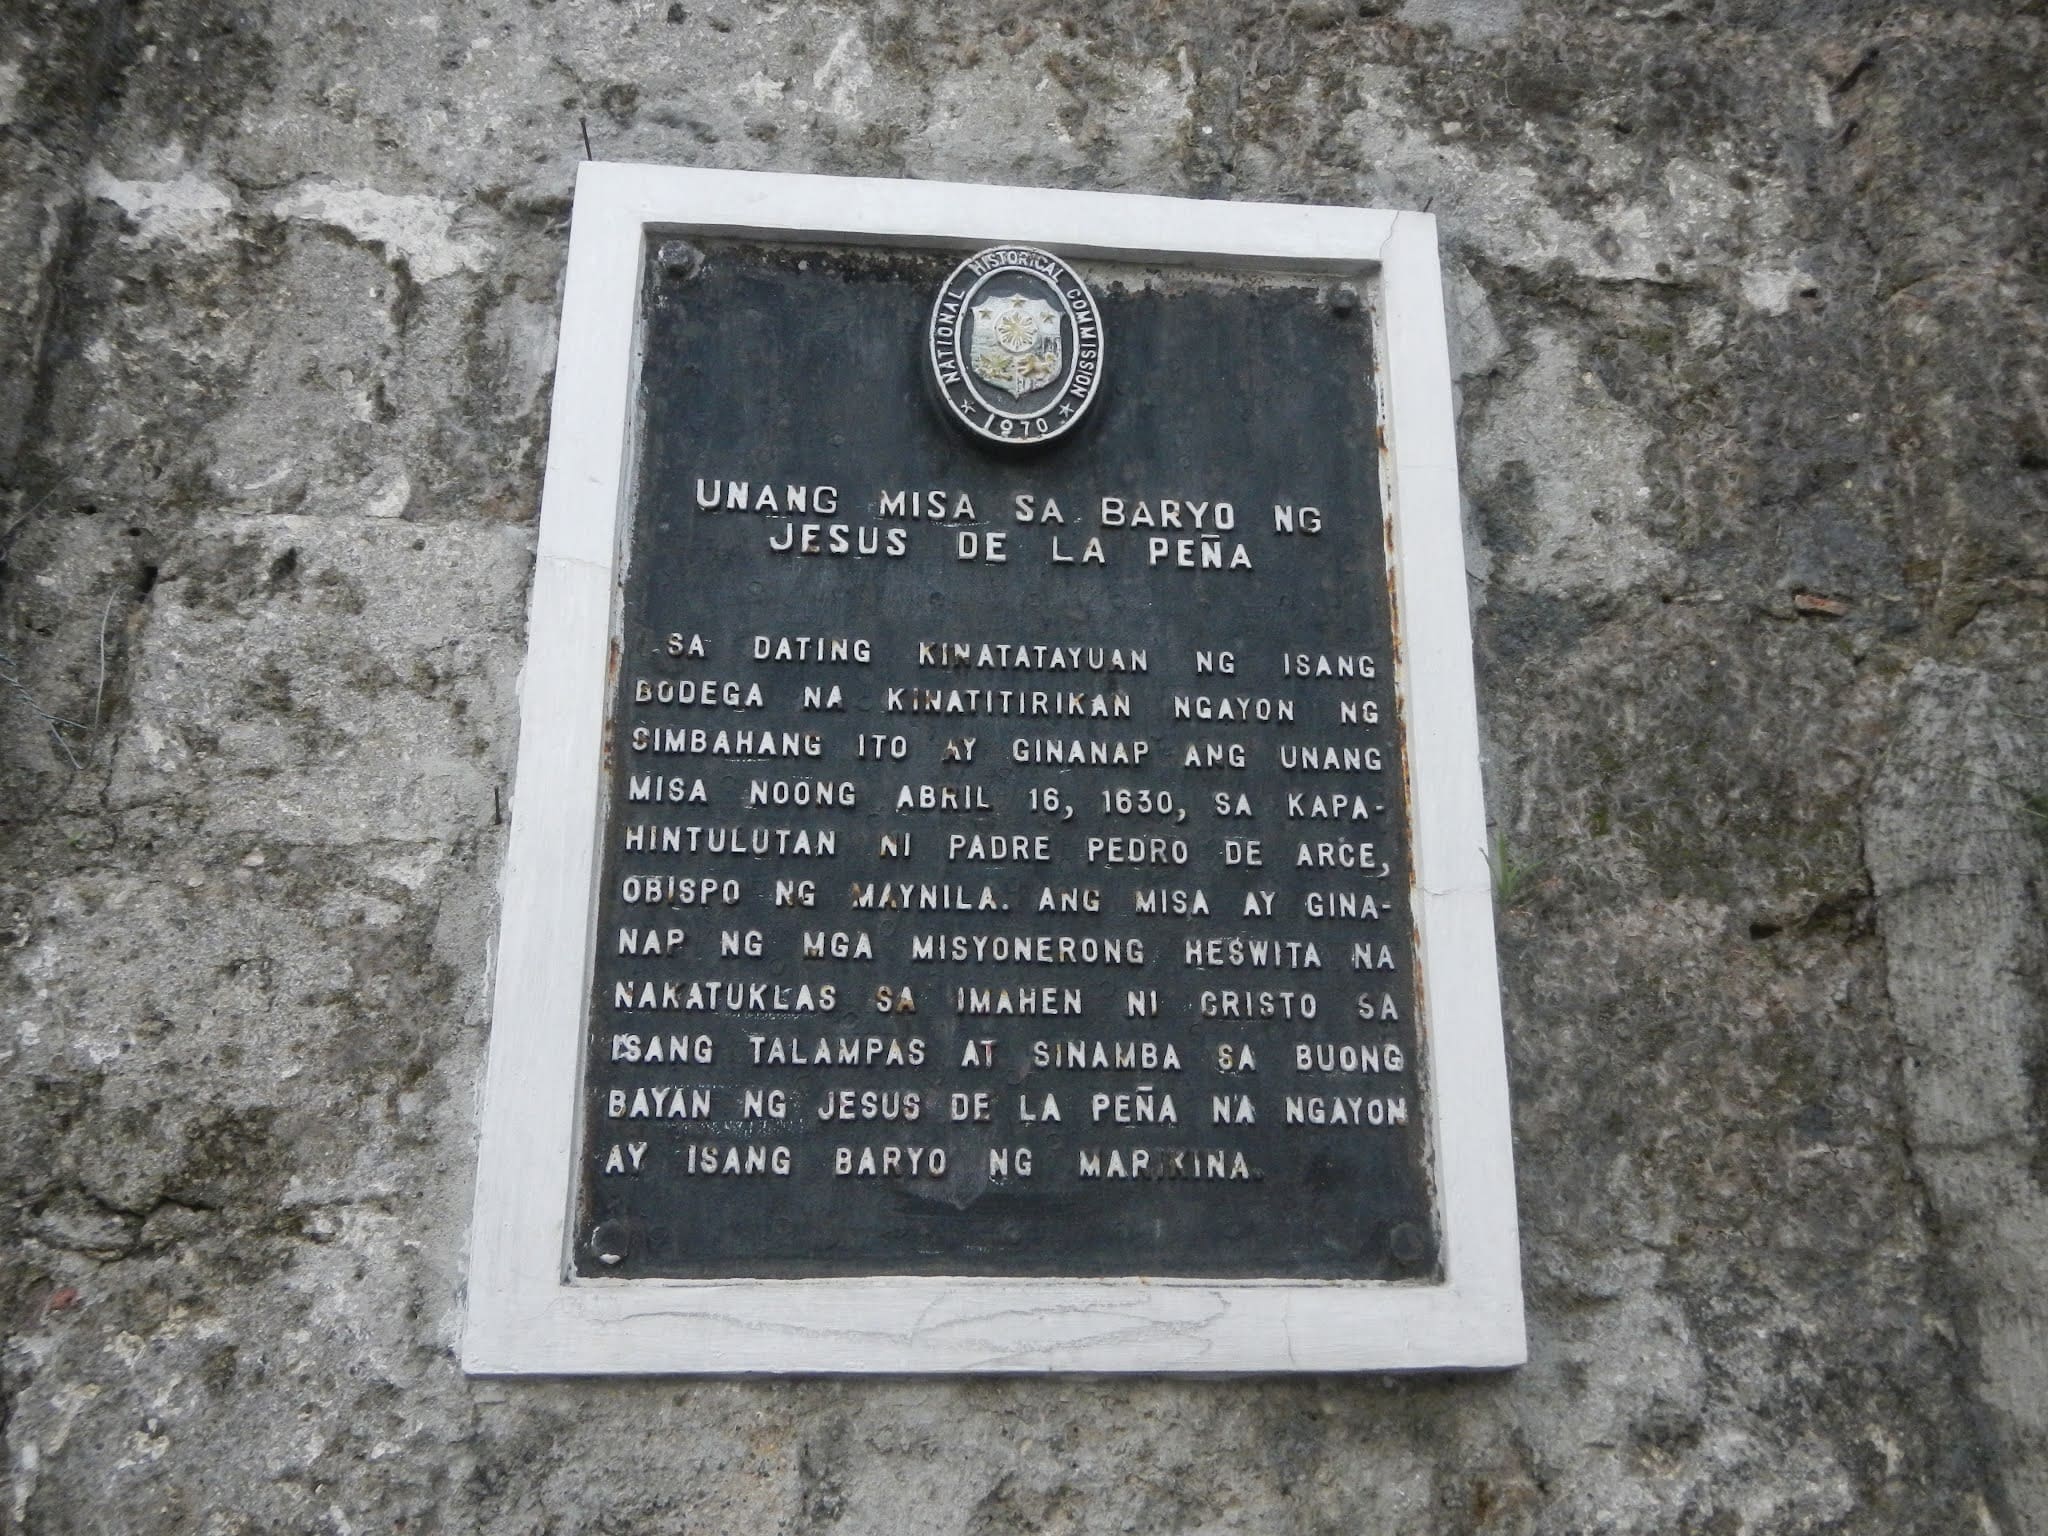 NATIONAL HISTORICAL COMMISSION
1970
UNANG MISA SA BARYO NG
JESUS DE LA PEÑA
SA DATING KINATATAYUAN NG ISANG
BODEGA NA KINATITIRIKAN NGAYON NG
SIMBAHANG ITO AY GINANAP ANG UNANG
MISA NOONG ABRIL 16, 1630, SA KAPA-
HINTULUTAN NI PADRE PEDRO DE ARCE,
OBISPO NG MAYNILA. ANG MISA AY GINA-
NAP NG MGA MISYONERONG HESWITA NA
NAKATUKLAS SA IMAHEN NI CRISTO SA
ISANG TALAMPAS AT SINAMBA SA BUONG
BAYAN NG JESUS DE LA PEÑA NA NGAYON
AY ISANG BARYO NG MARIKINA.